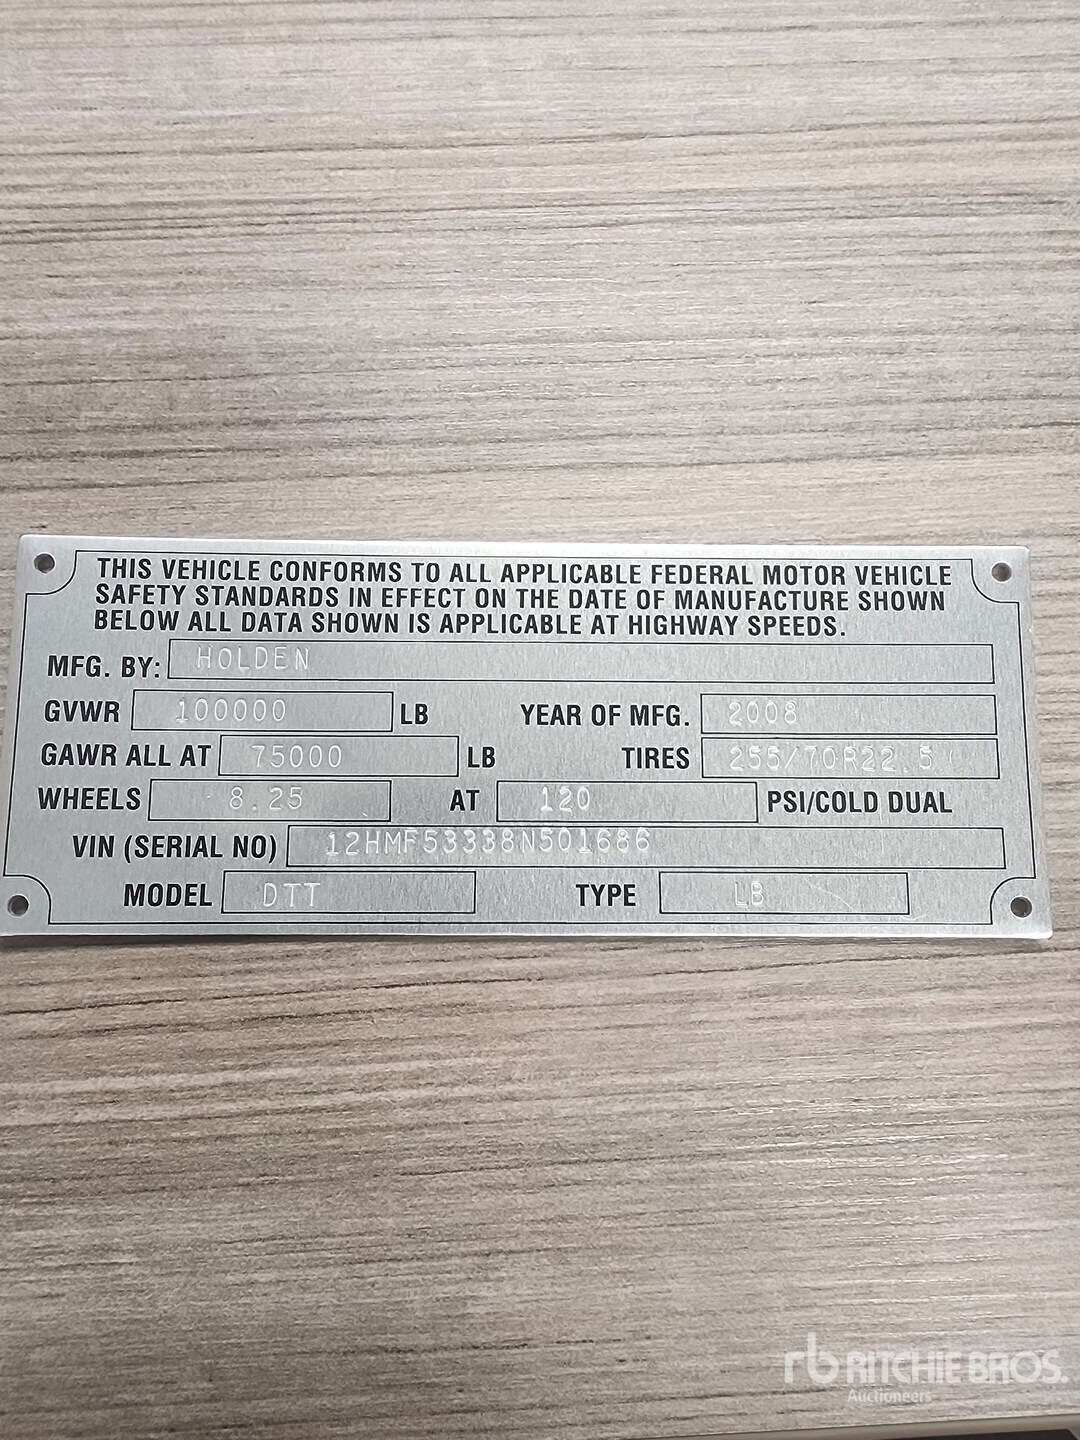 THIS VEHICLE CONFORMS TO ALL APPLICABLE FEDERAL MOTOR VEHICLE
SAFETY STANDARDS IN EFFECT ON THE DATE OF MANUFACTURE SHOWN
BELOW ALL DATA SHOWN IS APPLICABLE AT HIGHWAY SPEEDS.
MFG. BY: HOLDEN
GVWR 100000 LB YEAR OF MFG. 2008
GAWR ALL AT 75000 LB TIRES 255/70R22.5
WHEELS 8.25 AT 120 PSI/COLD DUAL
VIN (SERIAL NO) 12HMF53338N501686
MODEL DTT TYPE LB
rb RITCHIE BROS.
Auctioneers